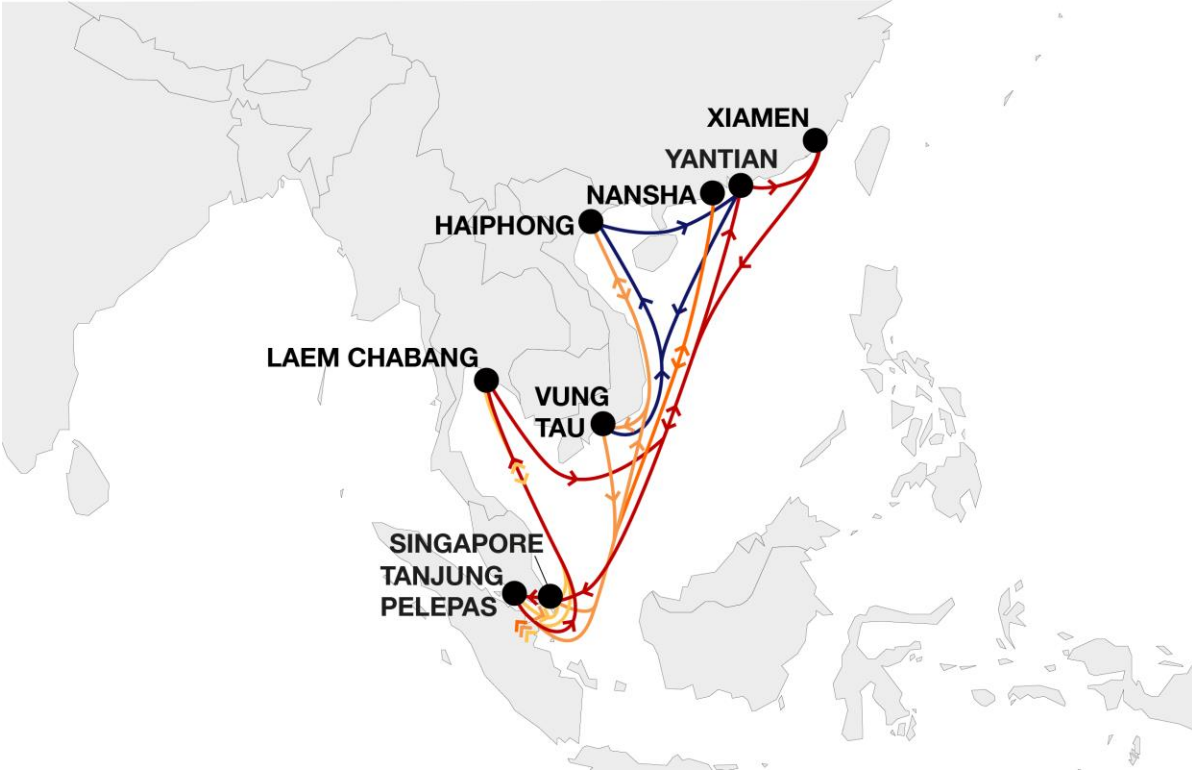 XIAMEN
YANTIAN
NANSHA
HAIPHONG
LAEM CHABANG
VUNG
TAU
SINGAPORE
TANJUNG
PELEPAS